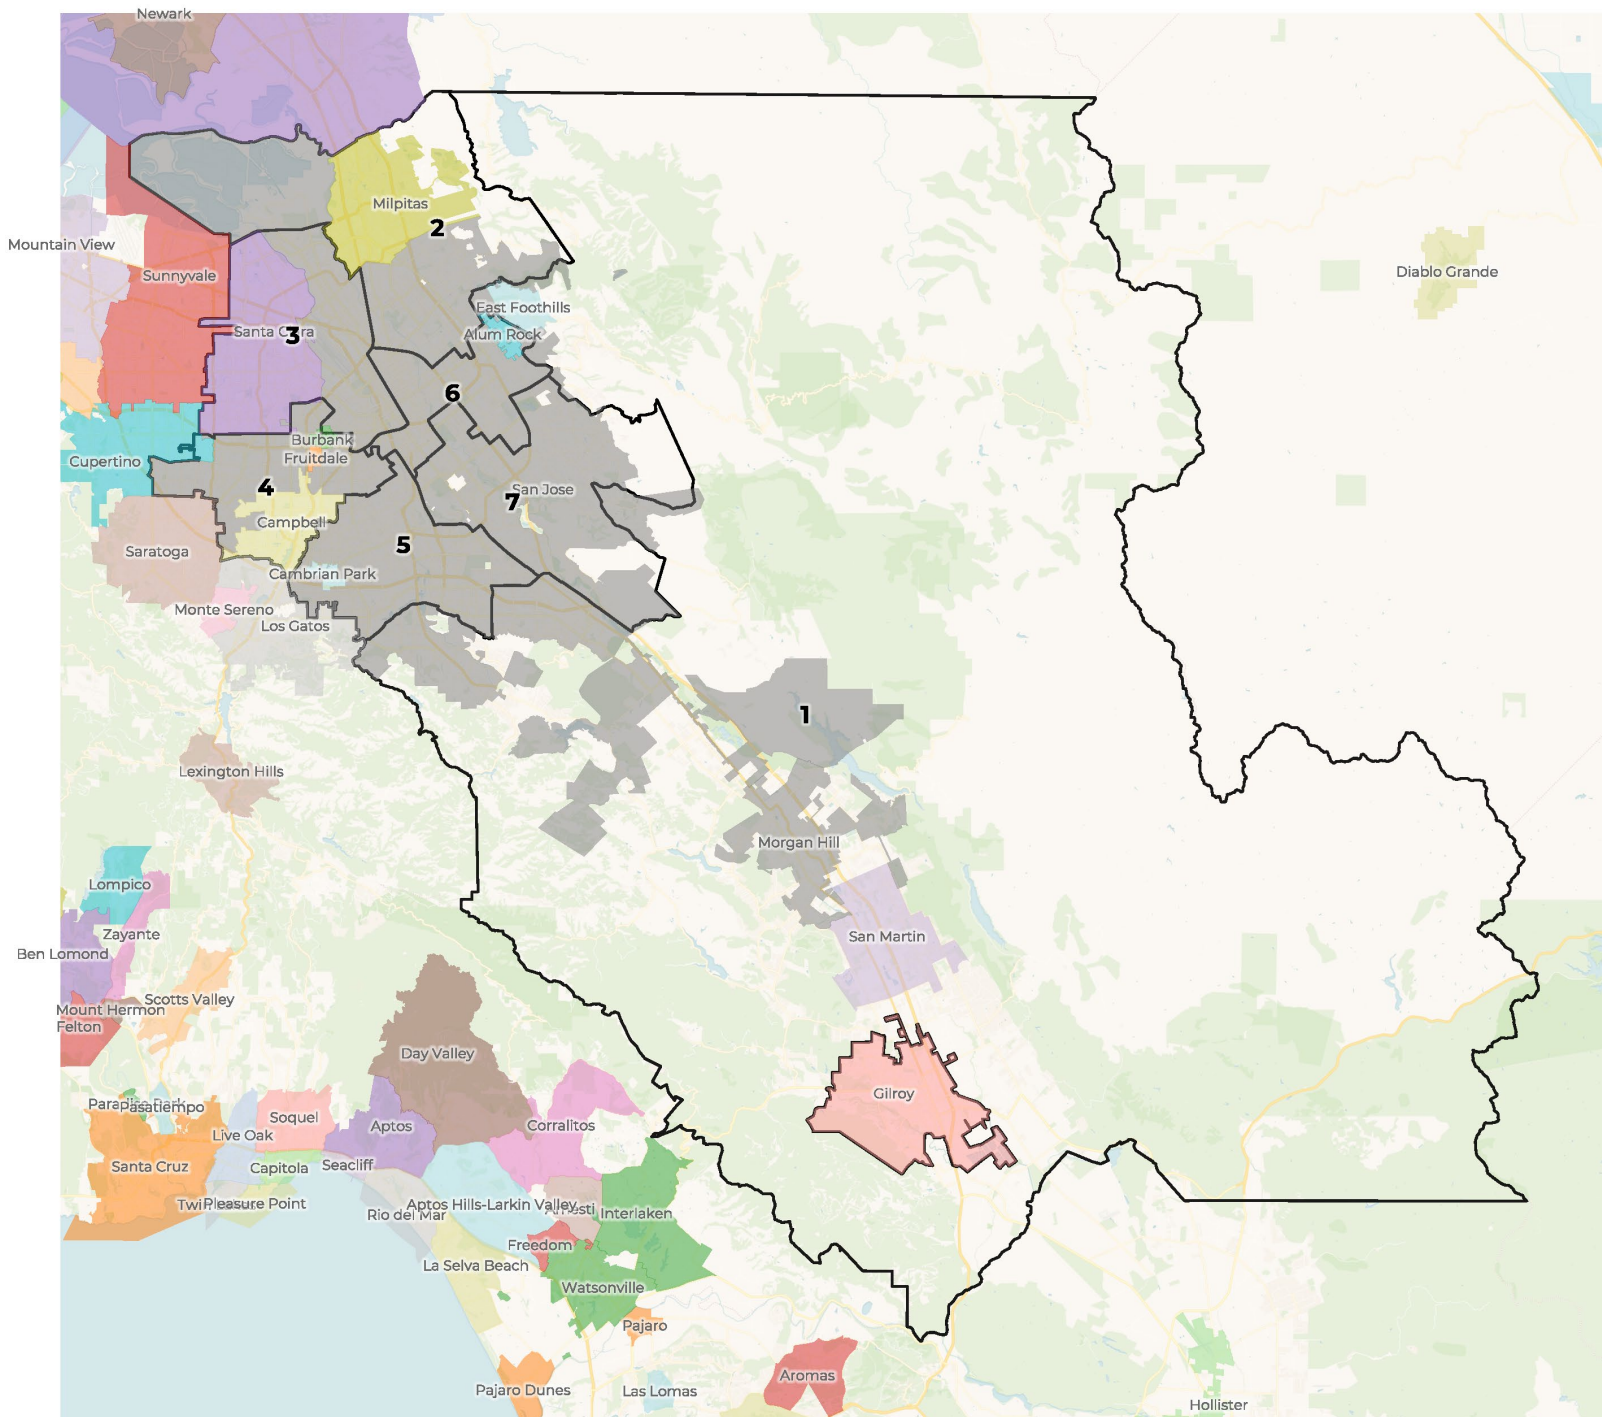 Newark
Milpitas
2
Mountain View
Sunnyvale
Diablo Grande
East Foothills
Santa Clara
3
Alum Rock
6
Burbank
Fruitdale
Cupertino
4
San Jose
7
Campbell
5
Saratoga
Cambrian Park
Monte Sereno
Los Gatos
1
Lexington Hills
Morgan Hill
Lompico
Zayante
San Martin
Ben Lomond
Scotts Valley
Mount Hermon
Felton
Day Valley
Gilroy
Paradise Park
Pasatiempo
Soquel
Live Oak
Aptos
Corralitos
Santa Cruz
Capitola
Seacliff
Pleasure Point
Aptos Hills-Larkin Valley
Rio del Mar
Interlaken
Freedom
La Selva Beach
Watsonville
Pajaro
Aromas
Pajaro Dunes
Las Lomas
Hollister